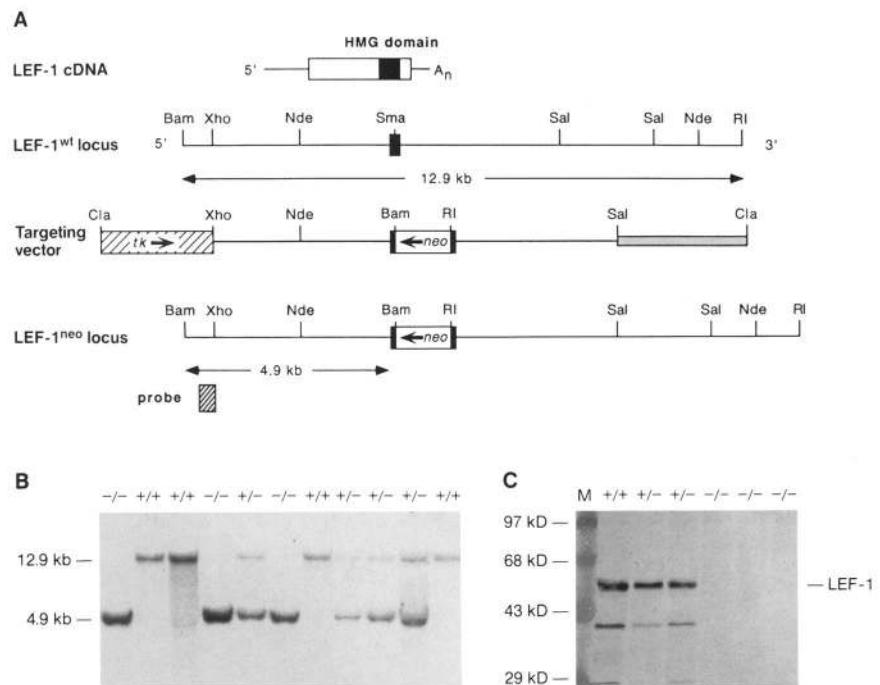 A
HMG domain
LEF-1 cDNA 5' An
Bam Xho Nde Sma Sal Sal Nde RI
LEF-1wt locus 5' 3'
12.9 kb
Cla Xho Nde Bam RI Sal Cla
Targeting vector tk neo
Bam Xho Nde Bam RI Sal Sal Nde RI
LEF-1neo locus neo
4.9 kb
probe
B
−/− +/+ +/+ −/− +/− −/− +/+ +/− +/− +/− +/+
12.9 kb
4.9 kb
C
M +/+ +/− +/− −/− −/− −/−
97 kD
68 kD
LEF-1
43 kD
29 kD